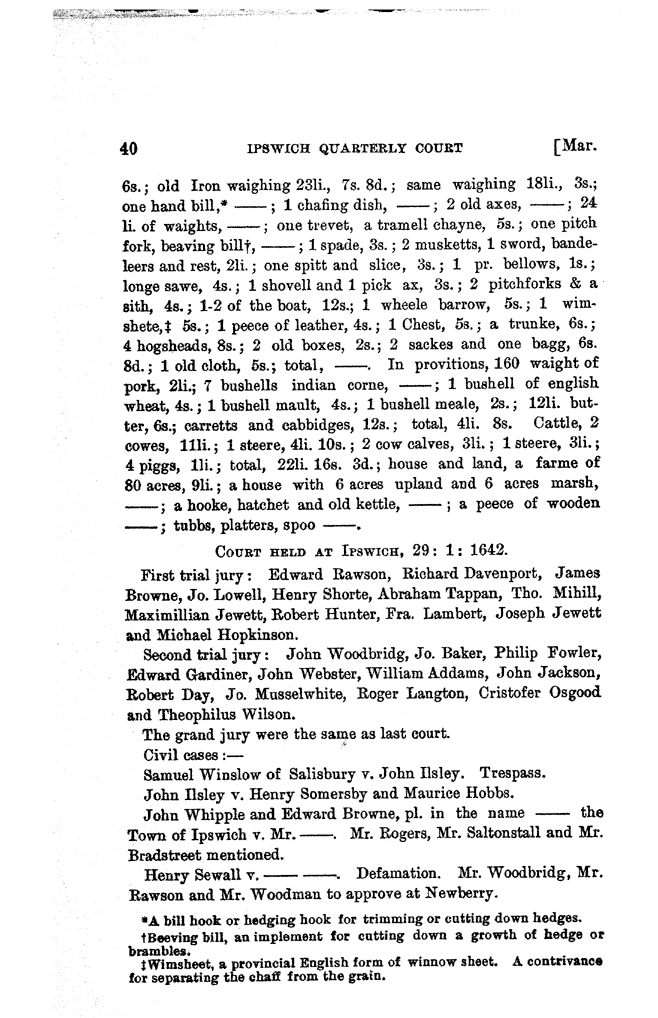 40 IPSWICH QUARTERLY COURT [Mar.
6s.; old Iron waighing 23li., 7s. 8d.; same waighing 18li., 3s.;
one hand bill,* ——; 1 chafing dish, ——; 2 old axes, ——; 24
li. of waights, ——; one trevet, a tramell chayne, 5s.; one pitch
fork, beaving bill†, ——; 1 spade, 3s.; 2 musketts, 1 sword, bande-
leers and rest, 2li.; one spitt and slice, 3s.; 1 pr. bellows, 1s.;
longe sawe, 4s.; 1 shovell and 1 pick ax, 3s.; 2 pitchforks & a
sith, 4s.; 1-2 of the boat, 12s.; 1 wheele barrow, 5s.; 1 wim-
shete,‡ 5s.; 1 peece of leather, 4s.; 1 Chest, 5s.; a trunke, 6s.;
4 hogsheads, 8s.; 2 old boxes, 2s.; 2 sackes and one bagg, 6s.
8d.; 1 old cloth, 5s.; total, ——. In provitions, 160 waight of
pork, 2li.; 7 bushells indian corne, ——; 1 bushell of english
wheat, 4s.; 1 bushell mault, 4s.; 1 bushell meale, 2s.; 12li. but-
ter, 6s.; carretts and cabbidges, 12s.; total, 4li. 8s. Cattle, 2
cowes, 11li.; 1 steere, 4li. 10s.; 2 cow calves, 3li.; 1 steere, 3li.;
4 piggs, 1li.; total, 22li. 16s. 3d.; house and land, a farme of
80 acres, 9li.; a house with 6 acres upland and 6 acres marsh,
——; a hooke, hatchet and old kettle, ——; a peece of wooden
——; tubbs, platters, spoo ——.
COURT HELD AT IPSWICH, 29: 1: 1642.
First trial jury: Edward Rawson, Richard Davenport, James
Browne, Jo. Lowell, Henry Shorte, Abraham Tappan, Tho. Mihill,
Maximillian Jewett, Robert Hunter, Fra. Lambert, Joseph Jewett
and Michael Hopkinson.
Second trial jury: John Woodbridg, Jo. Baker, Philip Fowler,
Edward Gardiner, John Webster, William Addams, John Jackson,
Robert Day, Jo. Musselwhite, Roger Langton, Cristofer Osgood
and Theophilus Wilson.
The grand jury were the same as last court.
Civil cases:—
Samuel Winslow of Salisbury v. John Ilsley. Trespass.
John Ilsley v. Henry Somersby and Maurice Hobbs.
John Whipple and Edward Browne, pl. in the name —— the
Town of Ipswich v. Mr. ——. Mr. Rogers, Mr. Saltonstall and Mr.
Bradstreet mentioned.
Henry Sewall v. —— ——. Defamation. Mr. Woodbridg, Mr.
Rawson and Mr. Woodman to approve at Newberry.
*A bill hook or hedging hook for trimming or cutting down hedges.
†Beeving bill, an implement for cutting down a growth of hedge or
brambles.
‡Wimsheet, a provincial English form of winnow sheet. A contrivance
for separating the chaff from the grain.